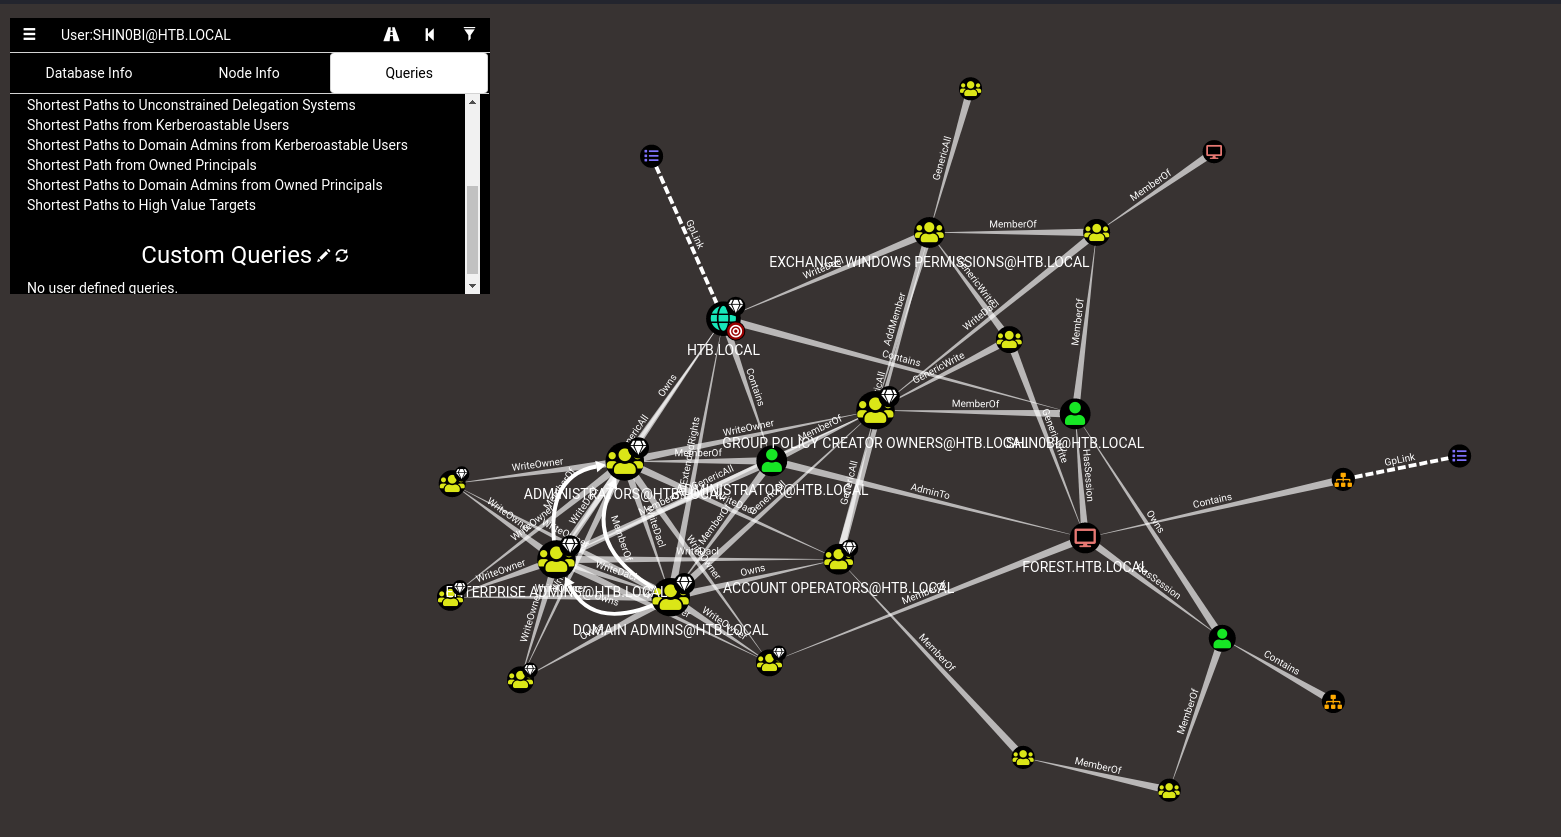 User:SHIN0BI@HTB.LOCAL
Database Info
Node Info
Queries
Shortest Paths to Unconstrained Delegation Systems
Shortest Paths from Kerberoastable Users
Shortest Paths to Domain Admins from Kerberoastable Users
Shortest Path from Owned Principals
Shortest Paths to Domain Admins from Owned Principals
Shortest Paths to High Value Targets
Custom Queries
No user defined queries.
GenericAll
MemberOf
GpLink
MemberOf
EXCHANGE WINDOWS PERMISSIONS@HTB.LOCAL
WriteDacl
AddMember
MemberOf
HTB.LOCAL
Contains
GenericWrite
Owns
Contains
MemberOf
WriteOwner
MemberOf
GROUP POLICY CREATOR OWNERS@HTB.LOCAL
SHIN0BI@HTB.LOCAL
MemberOf
WriteOwner
GpLink
HasSession
GenericAll
GenericAll
AdminTo
Contains
ADMINISTRATORS@HTB.LOCAL
ADMINISTRATOR@HTB.LOCAL
Owns
WriteDacl
MemberOf
MemberOf
WriteDacl
FOREST.HTB.LOCAL
WriteOwner
WriteDacl
Owns
ACCOUNT OPERATORS@HTB.LOCAL
HasSession
ENTERPRISE ADMINS@HTB.LOCAL
MemberOf
Owns
WriteOwner
WriteOwner
DOMAIN ADMINS@HTB.LOCAL
MemberOf
Contains
MemberOf
MemberOf